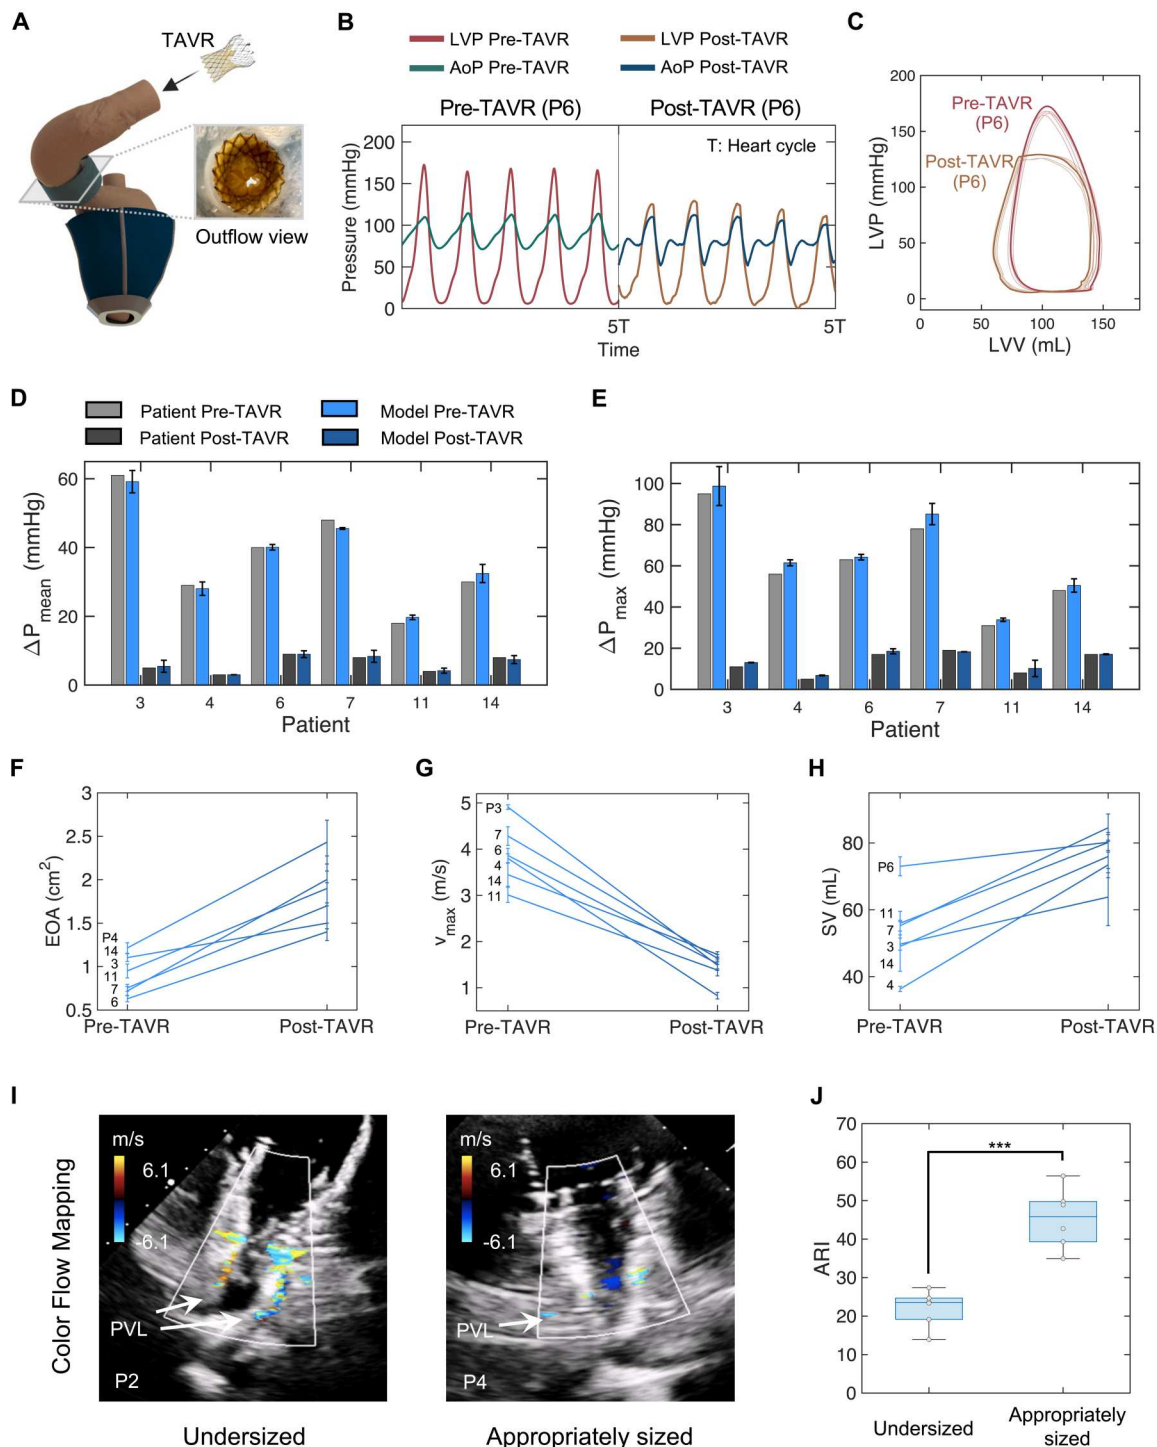 A
TAVR
Outflow view
B
LVP Pre-TAVR
LVP Post-TAVR
AoP Pre-TAVR
AoP Post-TAVR
Pre-TAVR (P6)
Post-TAVR (P6)
T: Heart cycle
Pressure (mmHg)
200
150
100
50
0
5T
5T
Time
C
LVP (mmHg)
200
150
100
50
0
Pre-TAVR
(P6)
Post-TAVR
(P6)
0 50 100 150
LVV (mL)
D
Patient Pre-TAVR
Model Pre-TAVR
Patient Post-TAVR
Model Post-TAVR
ΔPmean (mmHg)
60
40
20
0
3 4 6 7 11 14
Patient
E
ΔPmax (mmHg)
100
80
60
40
20
0
3 4 6 7 11 14
Patient
F
EOA (cm²)
3
2.5
2
1.5
1
0.5
P4
14
3
11
7
6
Pre-TAVR Post-TAVR
G
vmax (m/s)
5
4
3
2
1
P3
7
6
4
14
11
Pre-TAVR Post-TAVR
H
SV (mL)
80
60
40
P6
11
7
3
14
4
Pre-TAVR Post-TAVR
I
Color Flow Mapping
m/s
6.1
-6.1
PVL
P2
Undersized
m/s
6.1
-6.1
PVL
P4
Appropriately sized
J
ARI
70
60
50
40
30
20
10
0
***
Undersized
Appropriately
sized